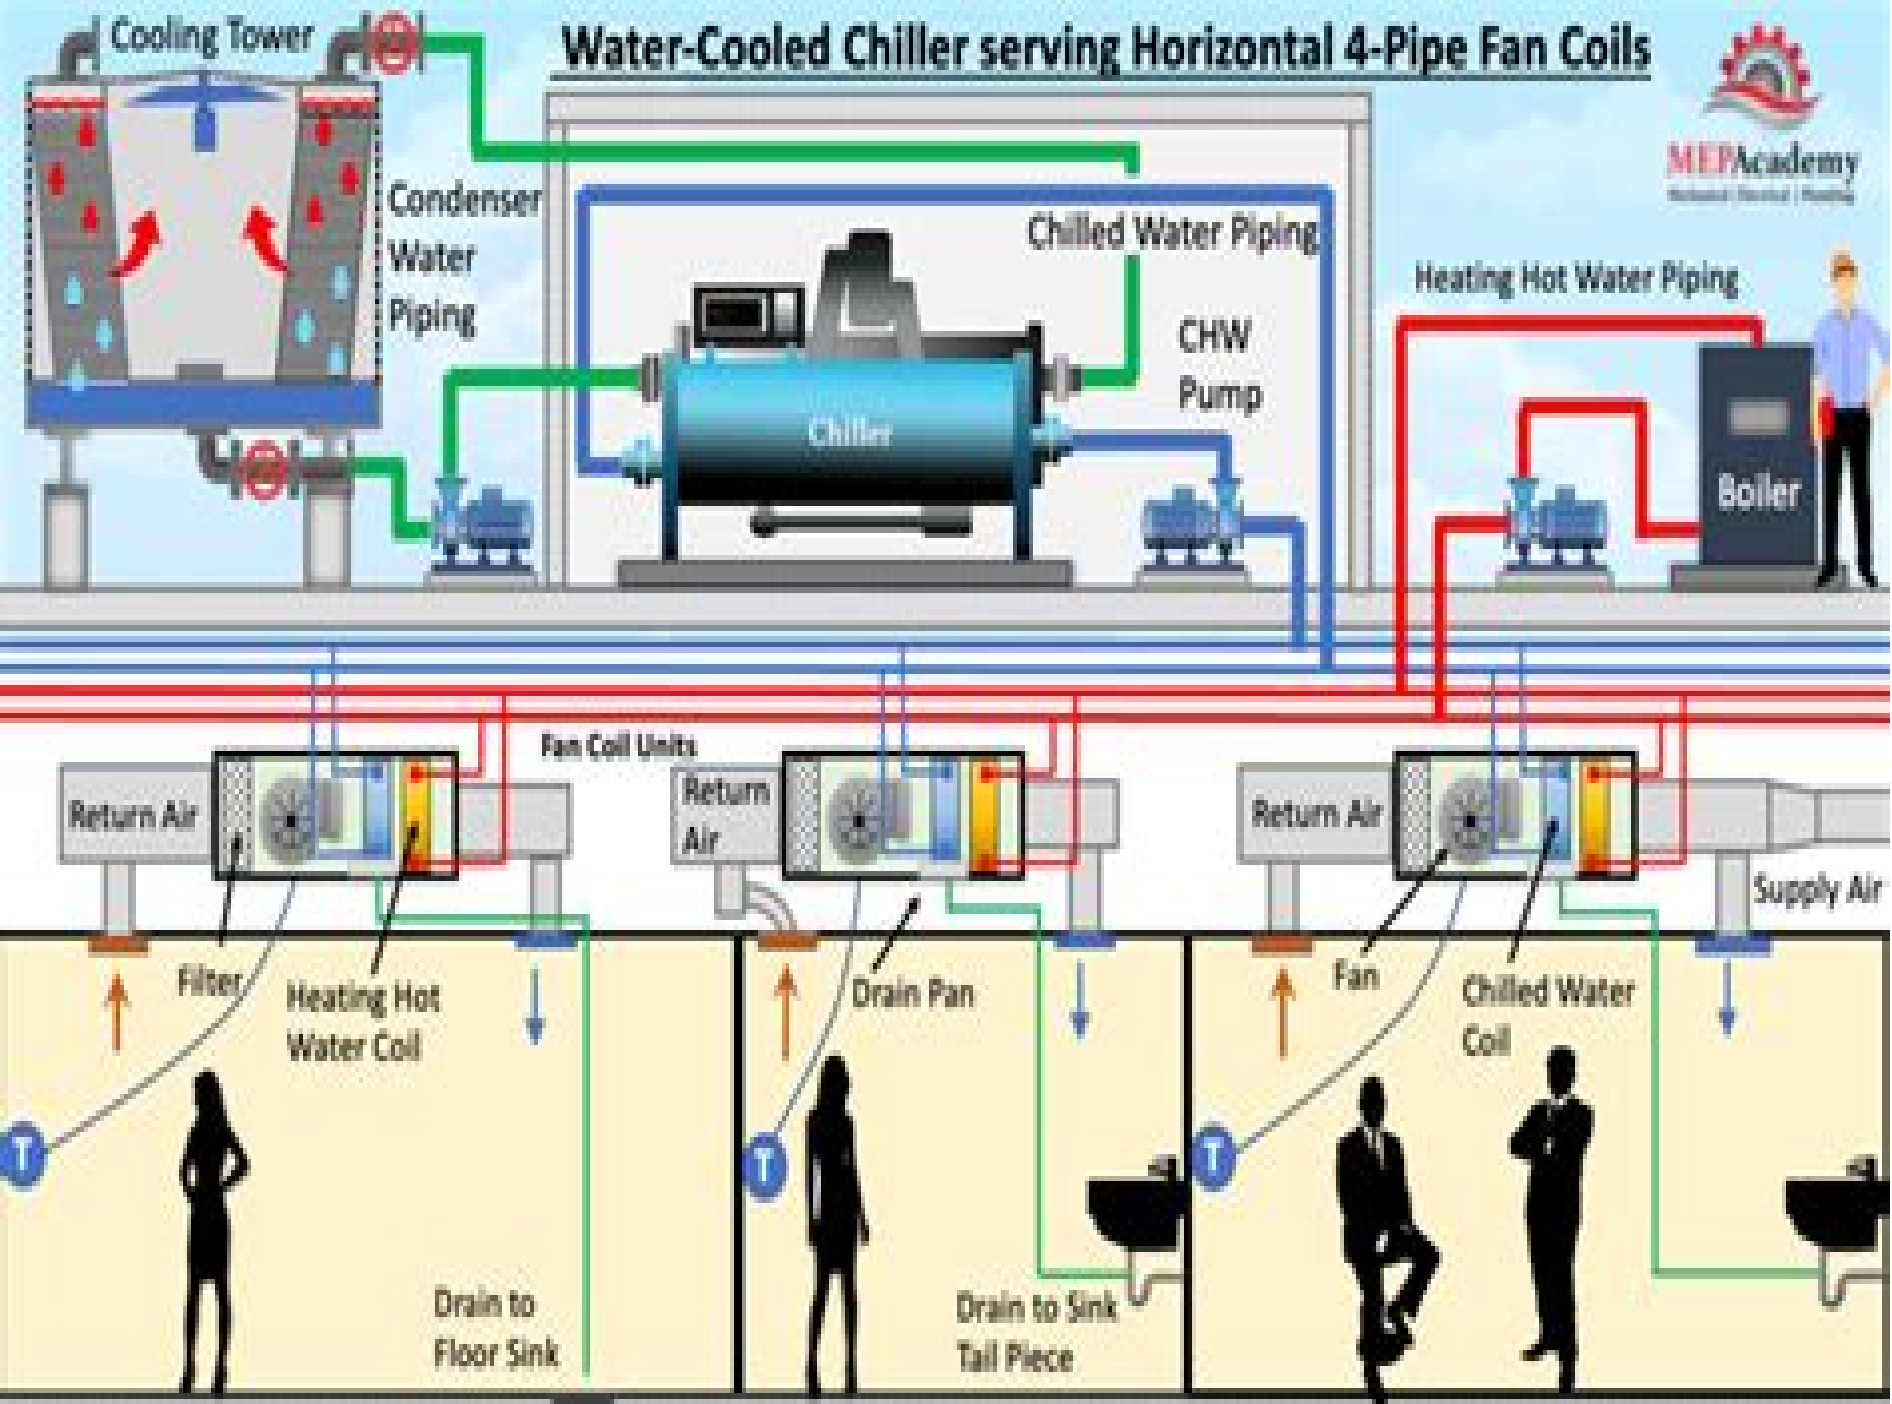 Cooling Tower
Water-Cooled Chiller serving Horizontal 4-Pipe Fan Coils
MEPAcademy
Condenser
Water
Piping
Chilled Water Piping
CHW
Pump
Chiller
Heating Hot Water Piping
Boiler
Fan Coil Units
Return Air
Return
Air
Return Air
Supply Air
Filter
Heating Hot
Water Coil
Drain Pan
Fan
Chilled Water
Coil
T
T
T
Drain to
Floor Sink
Drain to Sink
Tail Piece